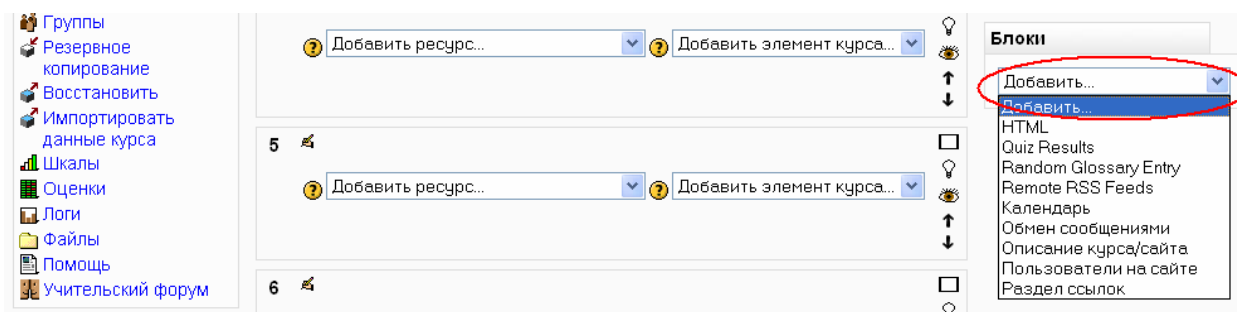 Группы
Резервное
копирование
Восстановить
Импортировать
данные курса
Шкалы
Оценки
Логи
Файлы
Помощь
Учительский форум
Добавить ресурс...
Добавить элемент курса...
5
Добавить ресурс...
Добавить элемент курса...
6
Блоки
Добавить...
Добавить...
HTML
Quiz Results
Random Glossary Entry
Remote RSS Feeds
Календарь
Обмен сообщениями
Описание курса/сайта
Пользователи на сайте
Раздел ссылок